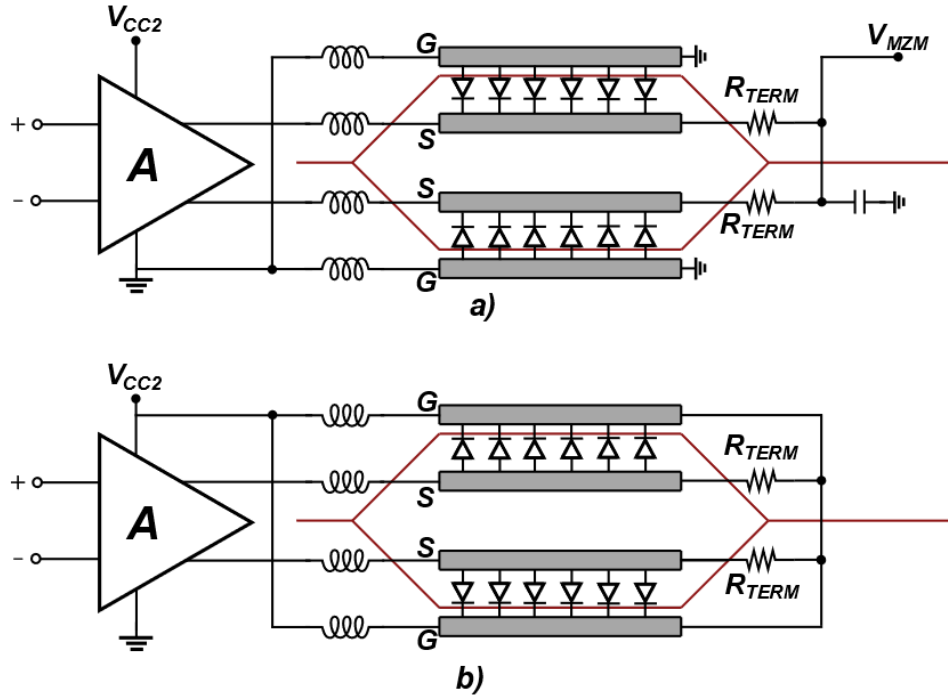 V_CC2
G
V_MZM
R_TERM
+
A
S
S
−
R_TERM
G
a)
V_CC2
G
R_TERM
+
A
S
S
−
R_TERM
G
b)